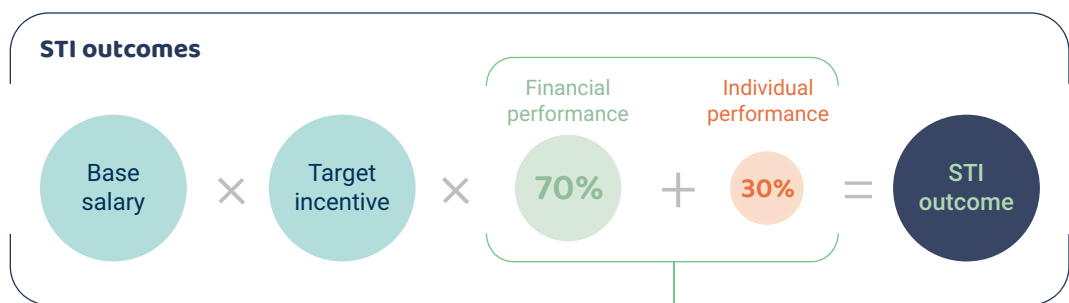 STI outcomes
Financial
performance
Individual
performance
Base
salary
×
Target
incentive
×
70%
+
30%
=
STI
outcome